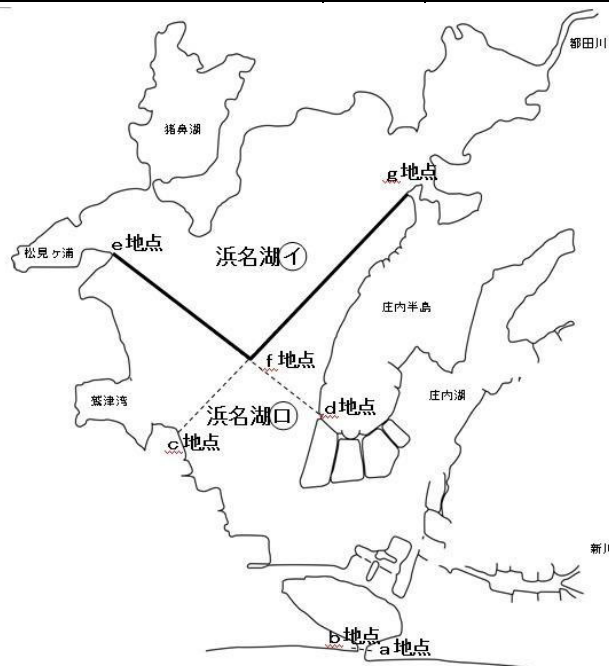 都田川
猪鼻湖
g地点
e地点
松見ヶ浦
浜名湖㋑
庄内半島
f地点
鷲津湾
浜名湖㋺
d地点
庄内湖
c地点
新川
b地点
a地点